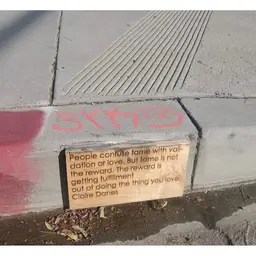 People confuse fame with vali-
dation or love. But fame is not
the reward. The reward is
getting fulfillment
out of doing the thing you love.
Claire Danes